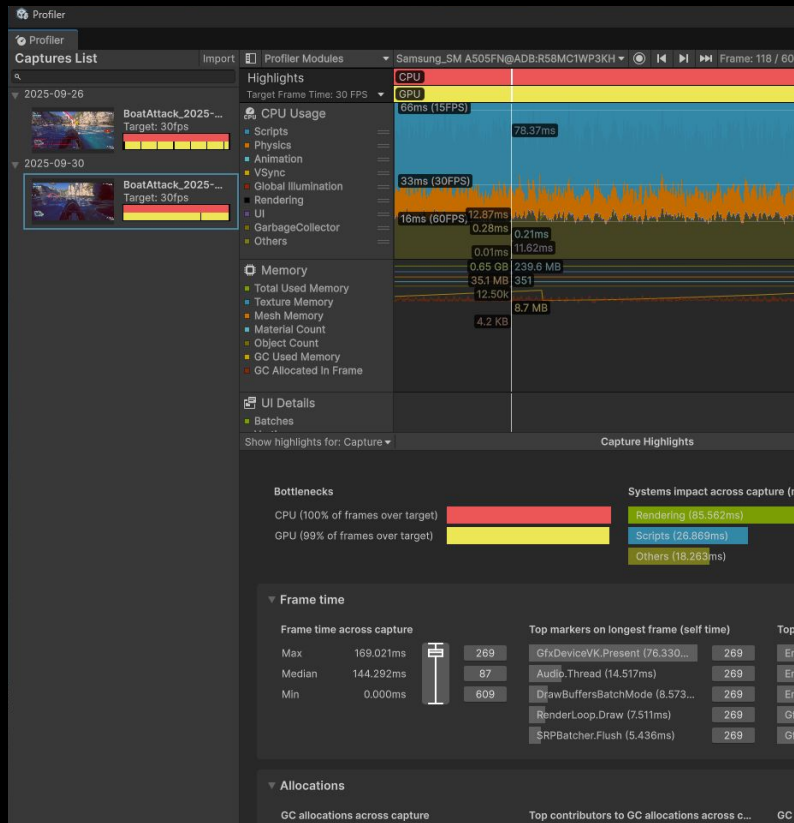 Profiler
Profiler
Captures List
Import
Profiler Modules
Samsung_SM A505FN@ADB:R58MC1WP3KH
Frame: 118 / 60
2025-09-26
BoatAttack_2025-...
Target: 30fps
2025-09-30
BoatAttack_2025-...
Target: 30fps
Highlights
Target Frame Time: 30 FPS
CPU
GPU
CPU Usage
Scripts
Physics
Animation
VSync
Global Illumination
Rendering
UI
GarbageCollector
Others
66ms (15FPS)
78.37ms
33ms (30FPS)
16ms (60FPS)
12.87ms
0.28ms
0.21ms
11.62ms
0.01ms
Memory
Total Used Memory
Texture Memory
Mesh Memory
Material Count
Object Count
GC Used Memory
GC Allocated In Frame
0.65 GB
239.6 MB
35.1 MB
351
12.50k
8.7 MB
4.2 KB
UI Details
Batches
Show highlights for: Capture
Capture Highlights
Bottlenecks
CPU (100% of frames over target)
GPU (99% of frames over target)
Systems impact across capture (
Rendering (85.562ms)
Scripts (26.869ms)
Others (18.263ms)
Frame time
Frame time across capture
Max 169.021ms 269
Median 144.292ms 87
Min 0.000ms 609
Top markers on longest frame (self time)
GfxDeviceVK.Present (76.330... 269
Audio.Thread (14.517ms) 269
DrawBuffersBatchMode (8.573... 269
RenderLoop.Draw (7.511ms) 269
SRPBatcher.Flush (5.436ms) 269
Top
Allocations
GC allocations across capture
Top contributors to GC allocations across c...
GC